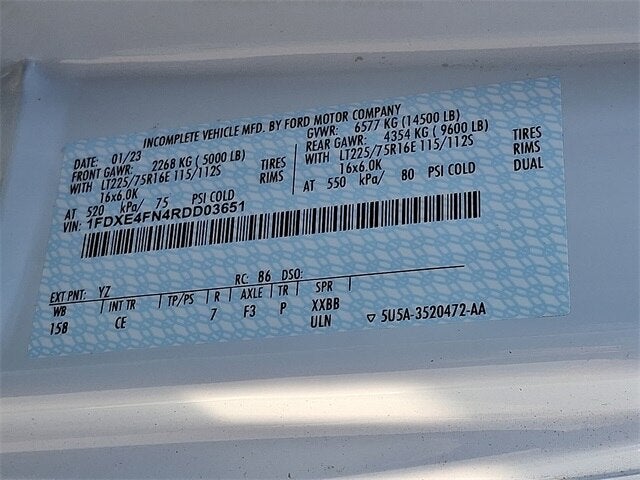 INCOMPLETE VEHICLE MFD. BY FORD MOTOR COMPANY
DATE: 01/23 GVWR: 6577 KG (14500 LB)
FRONT GAWR: 2268 KG (5000 LB) REAR GAWR: 4354 KG (9600 LB)
WITH LT225/75R16E 115/112S TIRES WITH LT225/75R16E 115/112S TIRES
16x6.0K RIMS 16x6.0K RIMS
AT 520 kPa/ 75 PSI COLD AT 550 kPa/ 80 PSI COLD DUAL
VIN: 1FDXE4FN4RDD03651
EXT PNT: YZ RC: 86 DSO:
WB INT TR TP/PS R AXLE TR SPR
158 CE 7 F3 P XXBB
ULN 5U5A-3520472-AA